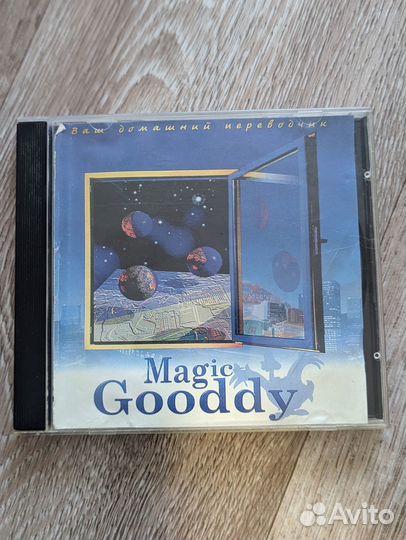 Ваш домашний переводчик
Magic
Gooddy
Avito